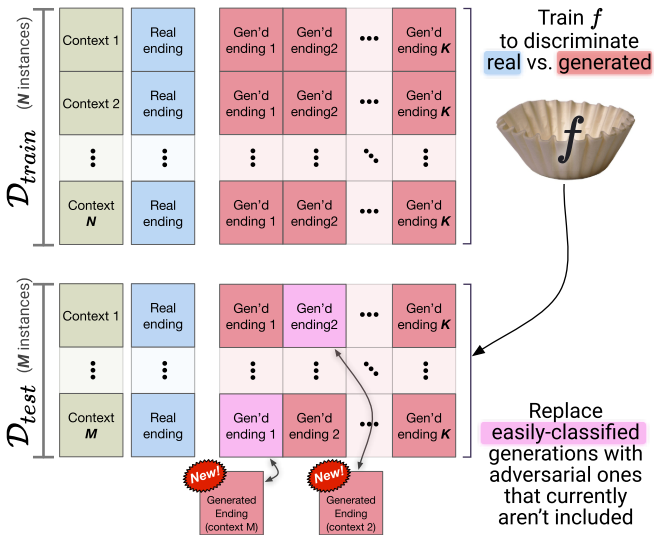 𝒟train (N instances)
Context 1 Real ending Gen'd ending 1 Gen'd ending2 ••• Gen'd ending K
Context 2 Real ending Gen'd ending 1 Gen'd ending2 ••• Gen'd ending K
Context N Real ending Gen'd ending 1 Gen'd ending2 ••• Gen'd ending K
Train f
to discriminate
real vs. generated
f
𝒟test (M instances)
Context 1 Real ending Gen'd ending 1 Gen'd ending2 ••• Gen'd ending K
Context M Real ending Gen'd ending 1 Gen'd ending 2 ••• Gen'd ending K
New!
Generated
Ending
(context M)
New!
Generated
Ending
(context 2)
Replace
easily-classified
generations with
adversarial ones
that currently
aren't included